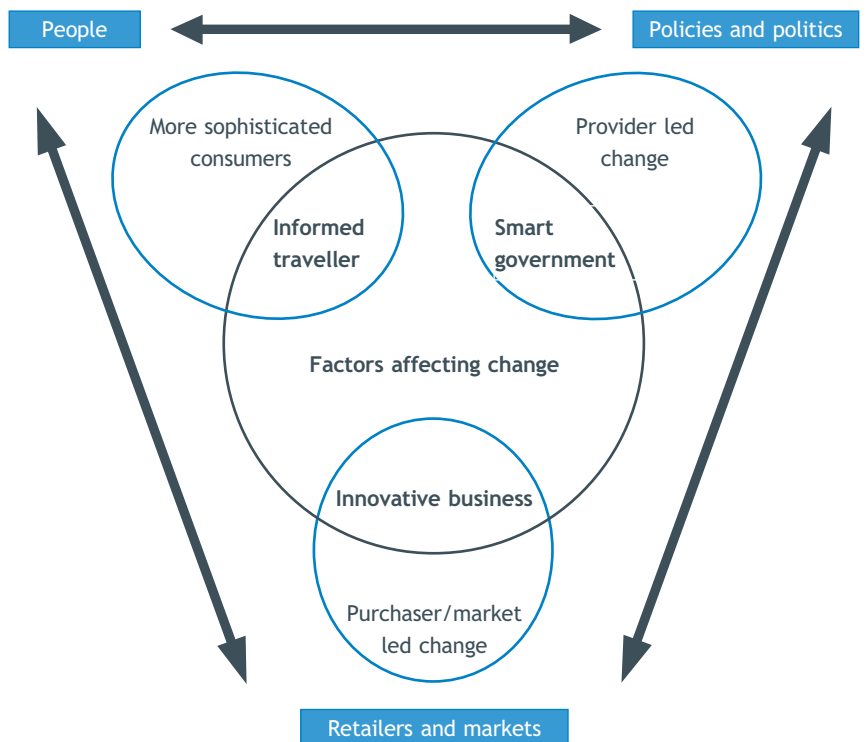 People
Policies and politics
More sophisticated
consumers
Provider led
change
Informed
traveller
Smart
government
Factors affecting change
Innovative business
Purchaser/market
led change
Retailers and markets